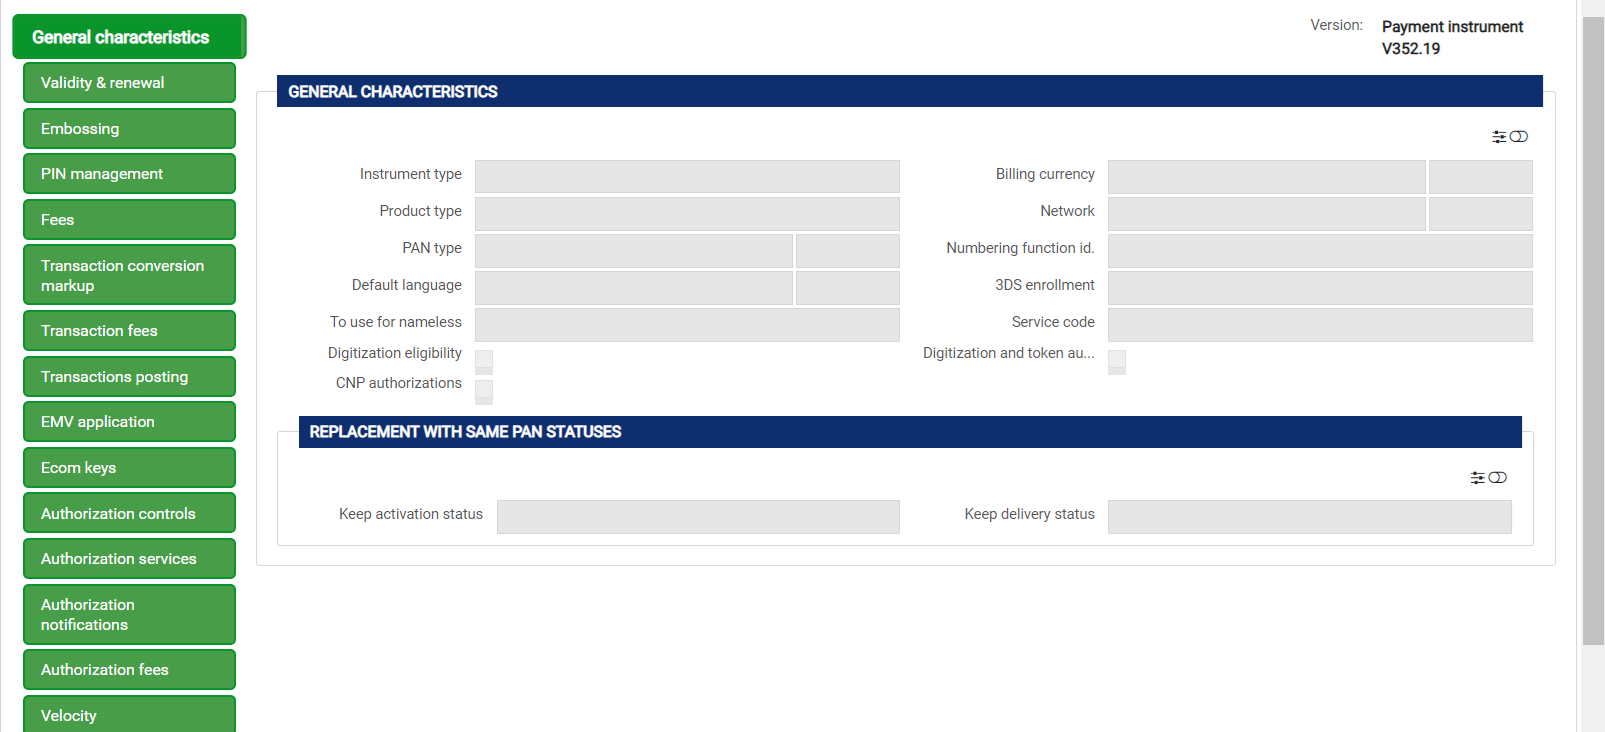 General characteristics
Validity & renewal
Embossing
PIN management
Fees
Transaction conversion
markup
Transaction fees
Transactions posting
EMV application
Ecom keys
Authorization controls
Authorization services
Authorization
notifications
Authorization fees
Velocity
Version: Payment instrument
V352.19
GENERAL CHARACTERISTICS
Instrument type
Billing currency
Product type
Network
PAN type
Numbering function id.
Default language
3DS enrollment
To use for nameless
Service code
Digitization eligibility
Digitization and token au...
CNP authorizations
REPLACEMENT WITH SAME PAN STATUSES
Keep activation status
Keep delivery status